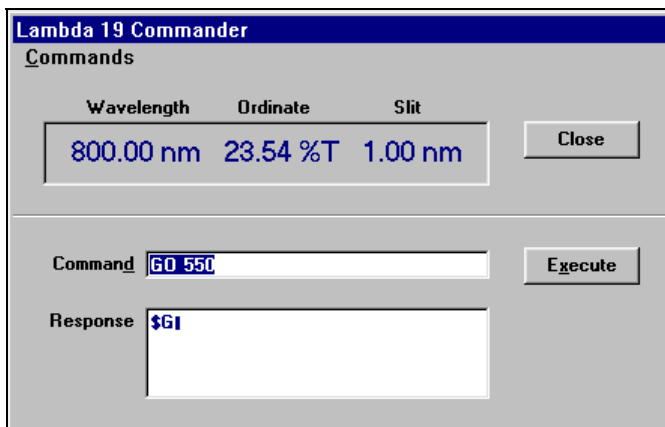 Lambda 19 Commander
Commands
Wavelength Ordinate Slit
800.00 nm 23.54 %T 1.00 nm
Close
Command GO 550
Execute
Response $GI